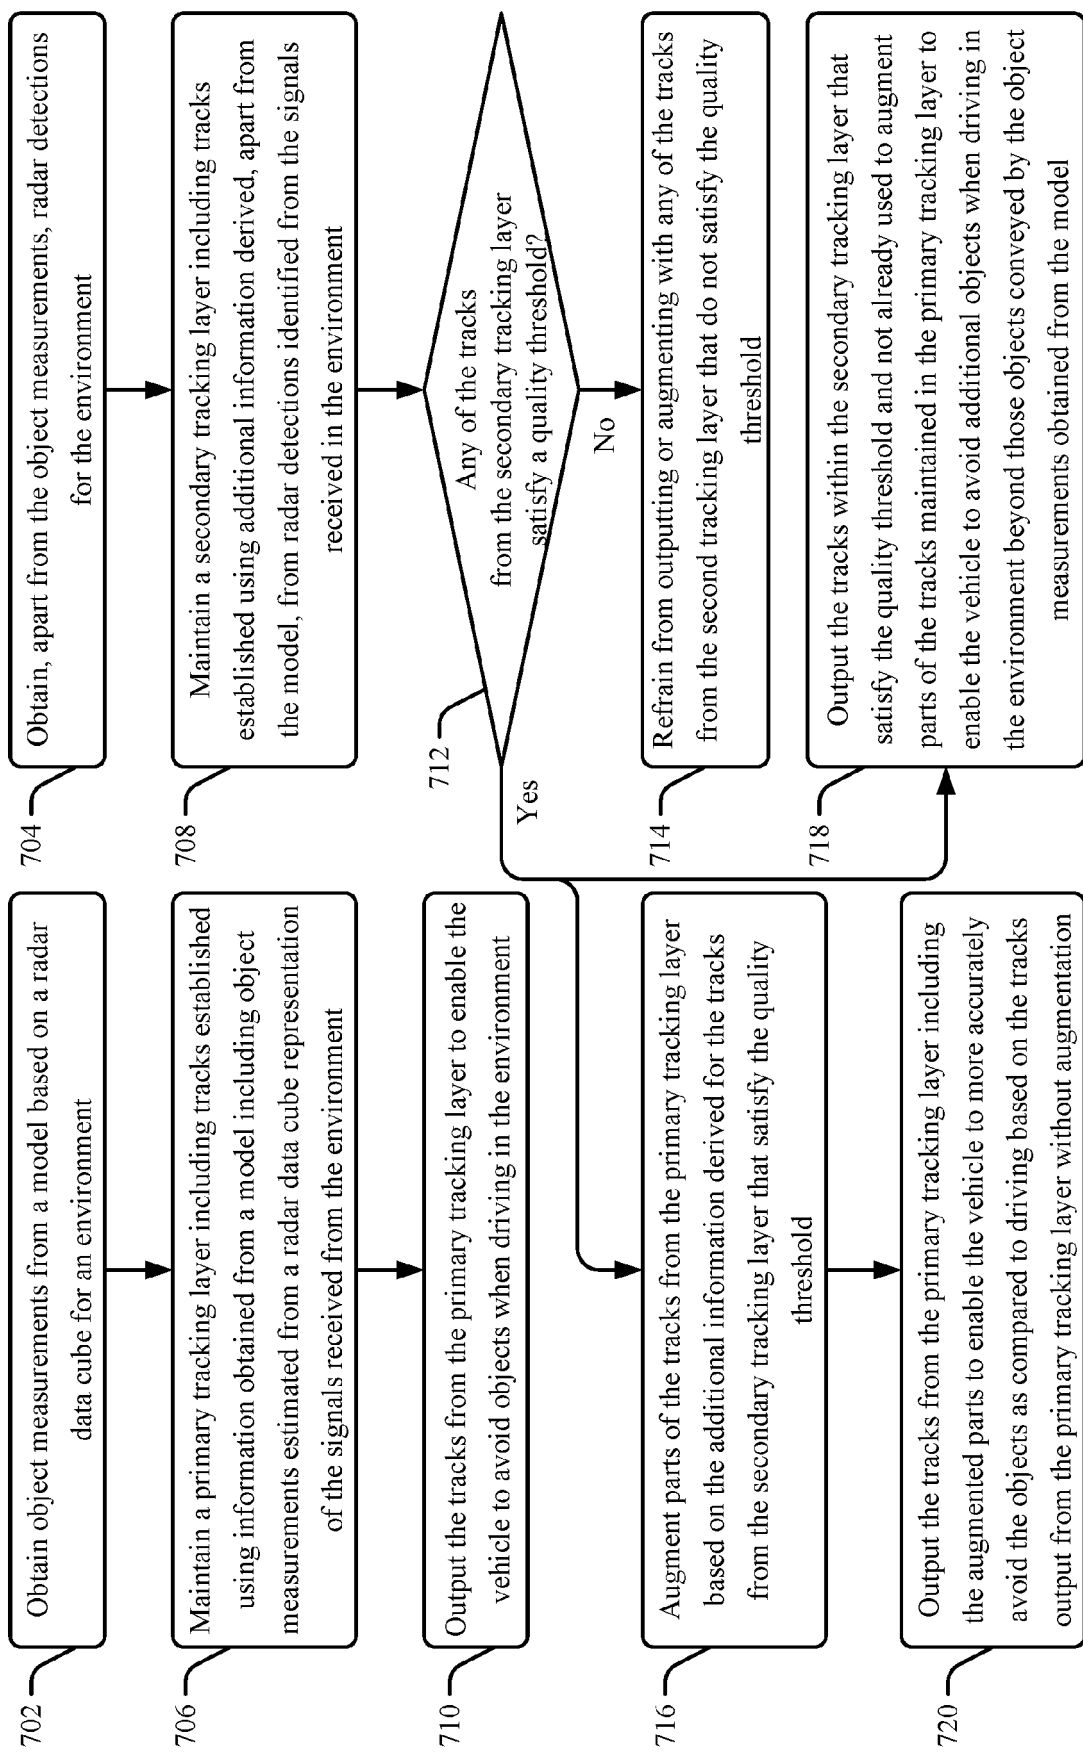 702
Obtain object measurements from a model based on a radar
data cube for an environment
706
Maintain a primary tracking layer including tracks established
using information obtained from a model including object
measurements estimated from a radar data cube representation
of the signals received from the environment
710
Output the tracks from the primary tracking layer to enable the
vehicle to avoid objects when driving in the environment
716
Augment parts of the tracks from the primary tracking layer
based on the additional information derived for the tracks
from the secondary tracking layer that satisfy the quality
threshold
720
Output the tracks from the primary tracking layer including
the augmented parts to enable the vehicle to more accurately
avoid the objects as compared to driving based on the tracks
output from the primary tracking layer without augmentation
704
Obtain, apart from the object measurements, radar detections
for the environment
708
Maintain a secondary tracking layer including tracks
established using additional information derived, apart from
the model, from radar detections identified from the signals
received in the environment
712
Any of the tracks
from the secondary tracking layer
satisfy a quality threshold?
Yes
No
714
Refrain from outputting or augmenting with any of the tracks
from the second tracking layer that do not satisfy the quality
threshold
718
Output the tracks within the secondary tracking layer that
satisfy the quality threshold and not already used to augment
parts of the tracks maintained in the primary tracking layer to
enable the vehicle to avoid additional objects when driving in
the environment beyond those objects conveyed by the object
measurements obtained from the model